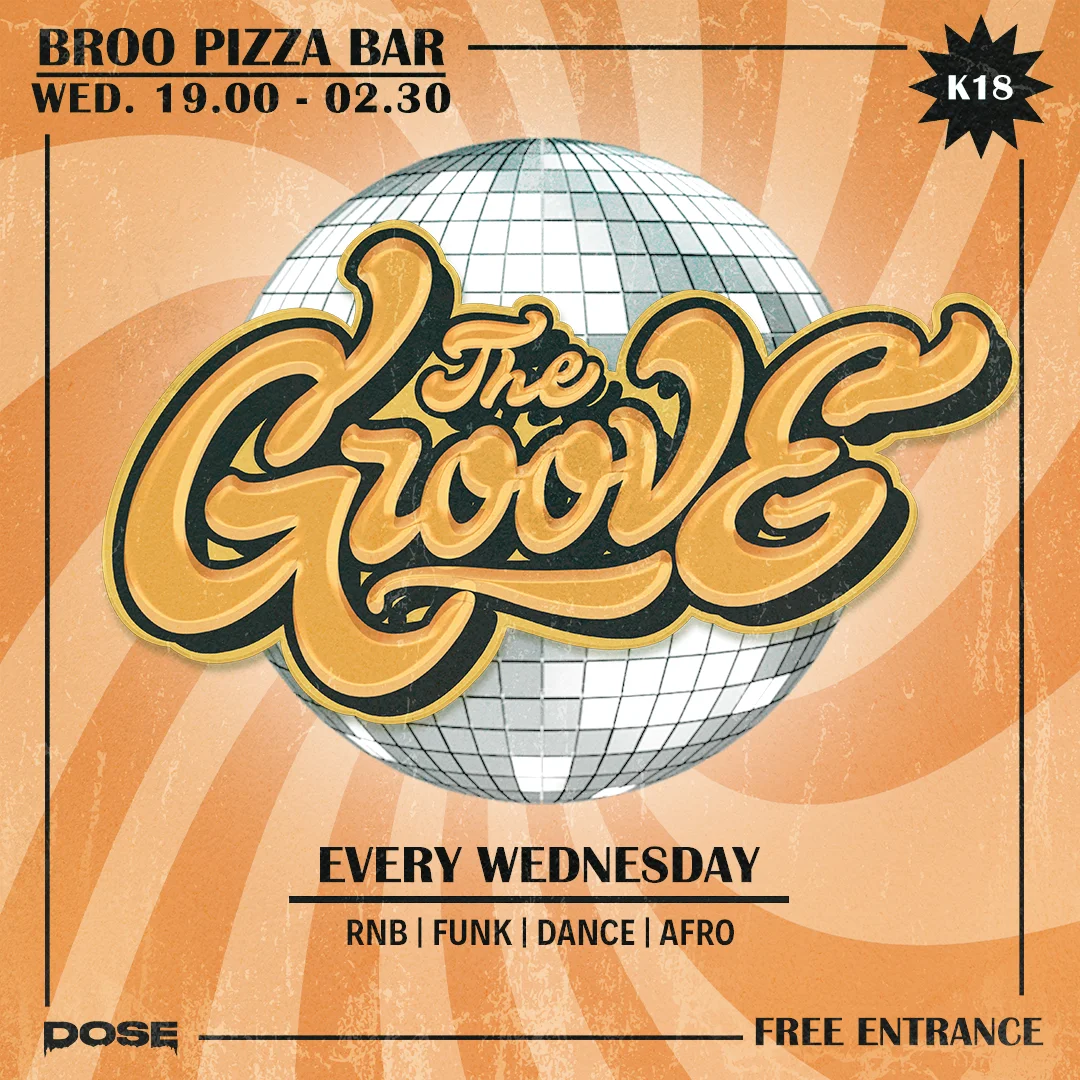 BROO PIZZA BAR
WED. 19.00 - 02.30
K18
The
GrooVE
EVERY WEDNESDAY
RNB | FUNK | DANCE | AFRO
DOSE
FREE ENTRANCE